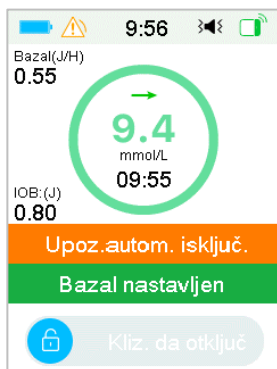 9:56
Bazal(J/H)
0.55
9.4
mmol/L
09:55
IOB:(J)
0.80
Upoz.autom. isključ.
Bazal nastavljen
Kliz. da otključ